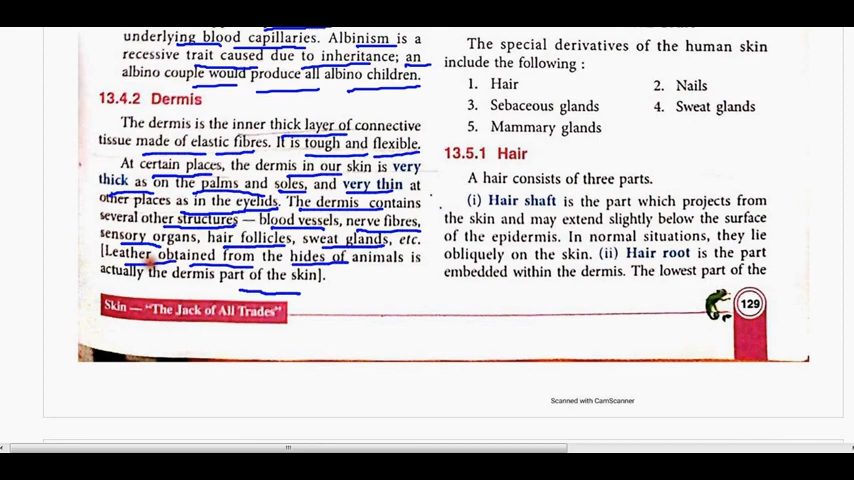 underlying blood capillaries. Albinism is a
recessive trait caused due to inheritance; an
albino couple would produce all albino children.
13.4.2 Dermis
The dermis is the inner thick layer of connective
tissue made of elastic fibres. It is tough and flexible.
At certain places, the dermis in our skin is very
thick as on the palms and soles, and very thin at
other places as in the eyelids. The dermis contains
several other structures — blood vessels, nerve fibres,
sensory organs, hair follicles, sweat glands, etc.
[Leather obtained from the hides of animals is
actually the dermis part of the skin].
Skin — "The Jack of All Trades"
The special derivatives of the human skin
include the following :
1. Hair 2. Nails
3. Sebaceous glands 4. Sweat glands
5. Mammary glands
13.5.1 Hair
A hair consists of three parts.
(i) Hair shaft is the part which projects from
the skin and may extend slightly below the surface
of the epidermis. In normal situations, they lie
obliquely on the skin. (ii) Hair root is the part
embedded within the dermis. The lowest part of the
129
Scanned with CamScanner